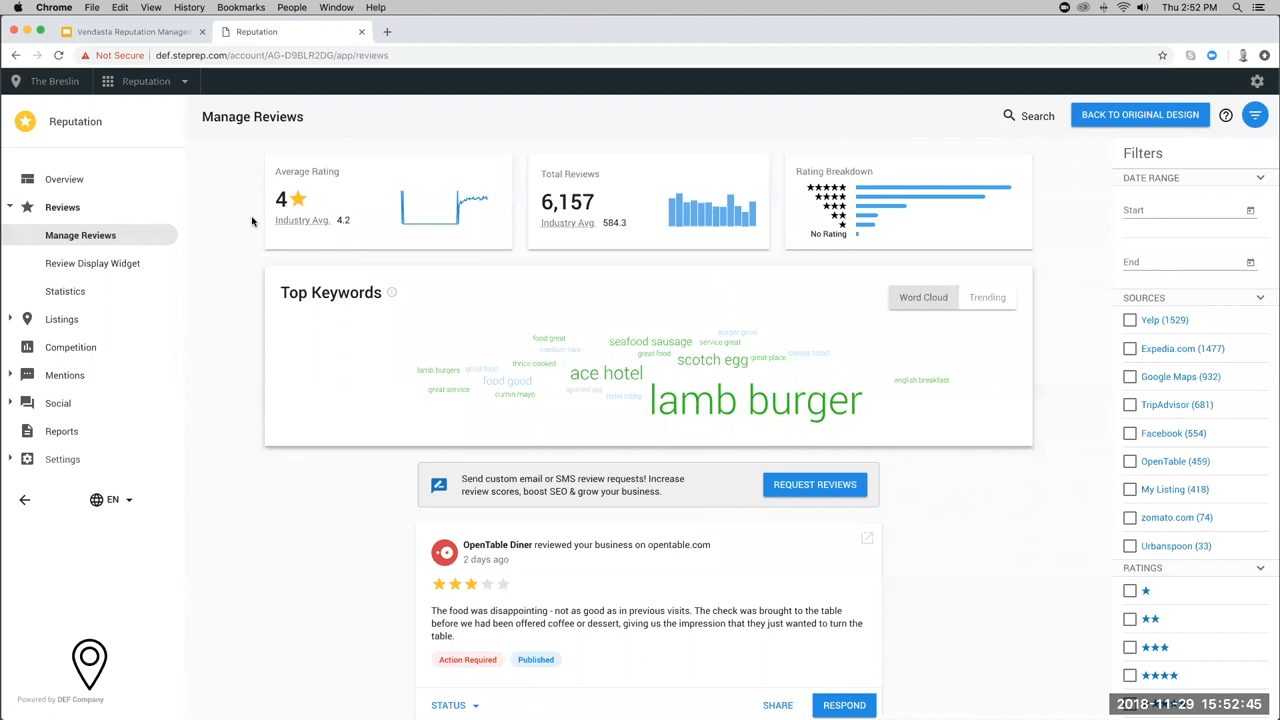 Chrome File Edit View History Bookmarks People Window Help Thu 2:52 PM
Vendasta Reputation Manager Reputation
Not Secure def.steprep.com/account/AG-D9BLR2DG/app/reviews
The Breslin Reputation
Reputation
Manage Reviews
Search
BACK TO ORIGINAL DESIGN
Overview
Reviews
Manage Reviews
Review Display Widget
Statistics
Listings
Competition
Mentions
Social
Reports
Settings
EN
Powered by DEF Company
Average Rating
4
Industry Avg. 4.2
Total Reviews
6,157
Industry Avg. 584.3
Rating Breakdown
No Rating
Top Keywords
Word Cloud Trending
burger good
food great
seafood sausage
service great
medium rare
great food
caesar salad
scotch egg
great place
thrice cooked
lamb burgers
good food
ace hotel
food good
english breakfast
great service
cumin mayo
hotel lobby
lamb burger
Send custom email or SMS review requests! Increase
review scores, boost SEO & grow your business.
REQUEST REVIEWS
OpenTable Diner reviewed your business on opentable.com
2 days ago
The food was disappointing - not as good as in previous visits. The check was brought to the table
before we had been offered coffee or dessert, giving us the impression that they just wanted to turn the
table.
Action Required Published
STATUS SHARE RESPOND
Filters
DATE RANGE
Start
End
SOURCES
Yelp (1529)
Expedia.com (1477)
Google Maps (932)
TripAdvisor (681)
Facebook (554)
OpenTable (459)
My Listing (418)
zomato.com (74)
Urbanspoon (33)
RATINGS
2018-11-29 15:52:45